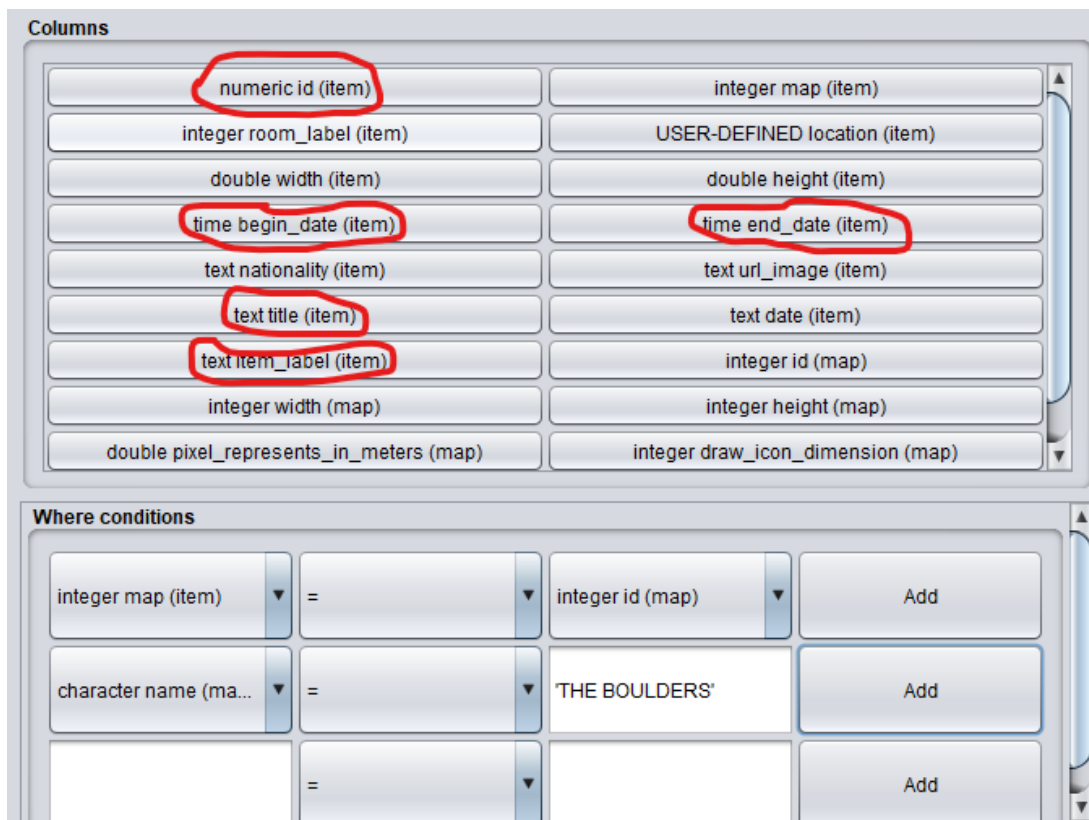 Columns
numeric id (item) integer map (item)
integer room_label (item) USER-DEFINED location (item)
double width (item) double height (item)
time begin_date (item) time end_date (item)
text nationality (item) text url_image (item)
text title (item) text date (item)
text item_label (item) integer id (map)
integer width (map) integer height (map)
double pixel_represents_in_meters (map) integer draw_icon_dimension (map)
Where conditions
integer map (item) = integer id (map) Add
character name (ma... = 'THE BOULDERS' Add
= Add